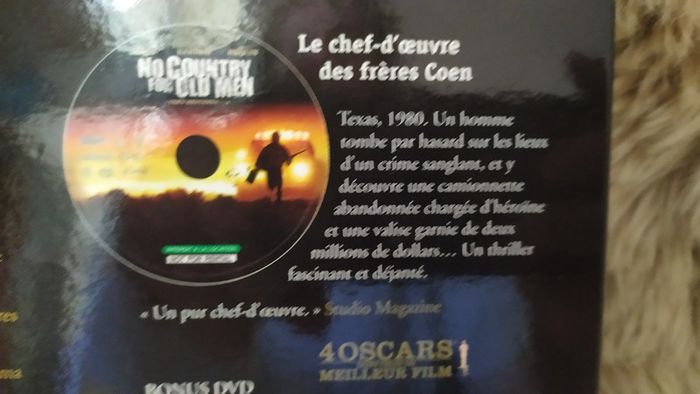 Le chef-d'œuvre
des frères Coen
NO COUNTRY
FOR OLD MEN
Texas, 1980. Un homme
tombe par hasard sur les lieux
d'un crime sanglant, et y
découvre une camionnette
abandonnée chargée d'héroïne
et une valise garnie de deux
millions de dollars... Un thriller
fascinant et déjanté.
« Un pur chef-d'œuvre. » Studio Magazine
4 OSCARS
MEILLEUR FILM
res
ma
BONUS DVD